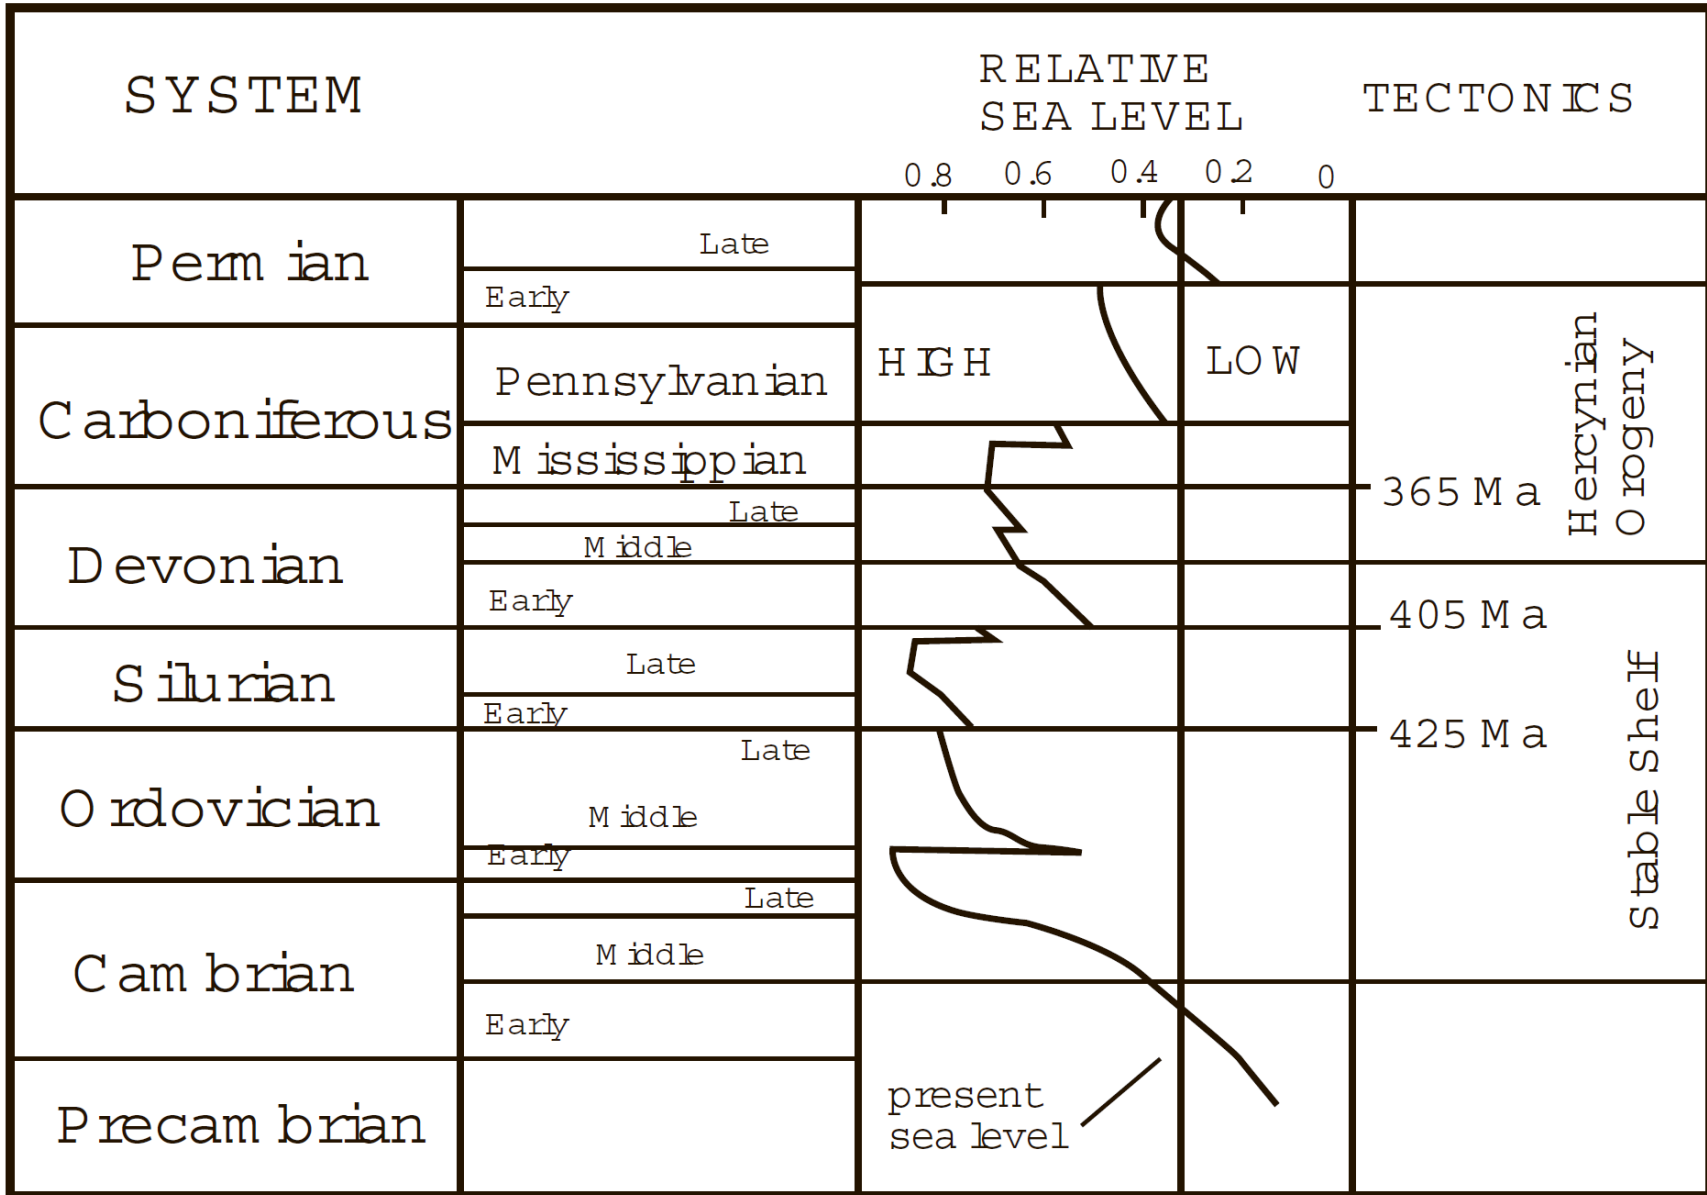 SYSTEM
RELATIVE
SEA LEVEL
TECTONICS
0.8 0.6 0.4 0.2 0
Permian
Late
Early
Carboniferous
Pennsylvanian
Mississippian
HIGH
LOW
Hercynian
Orogeny
365 Ma
Devonian
Late
Middle
Early
405 Ma
Silurian
Late
Early
425 Ma
Stable Shelf
Ordovician
Late
Middle
Early
Cambrian
Late
Middle
Early
Precambrian
present
sea level